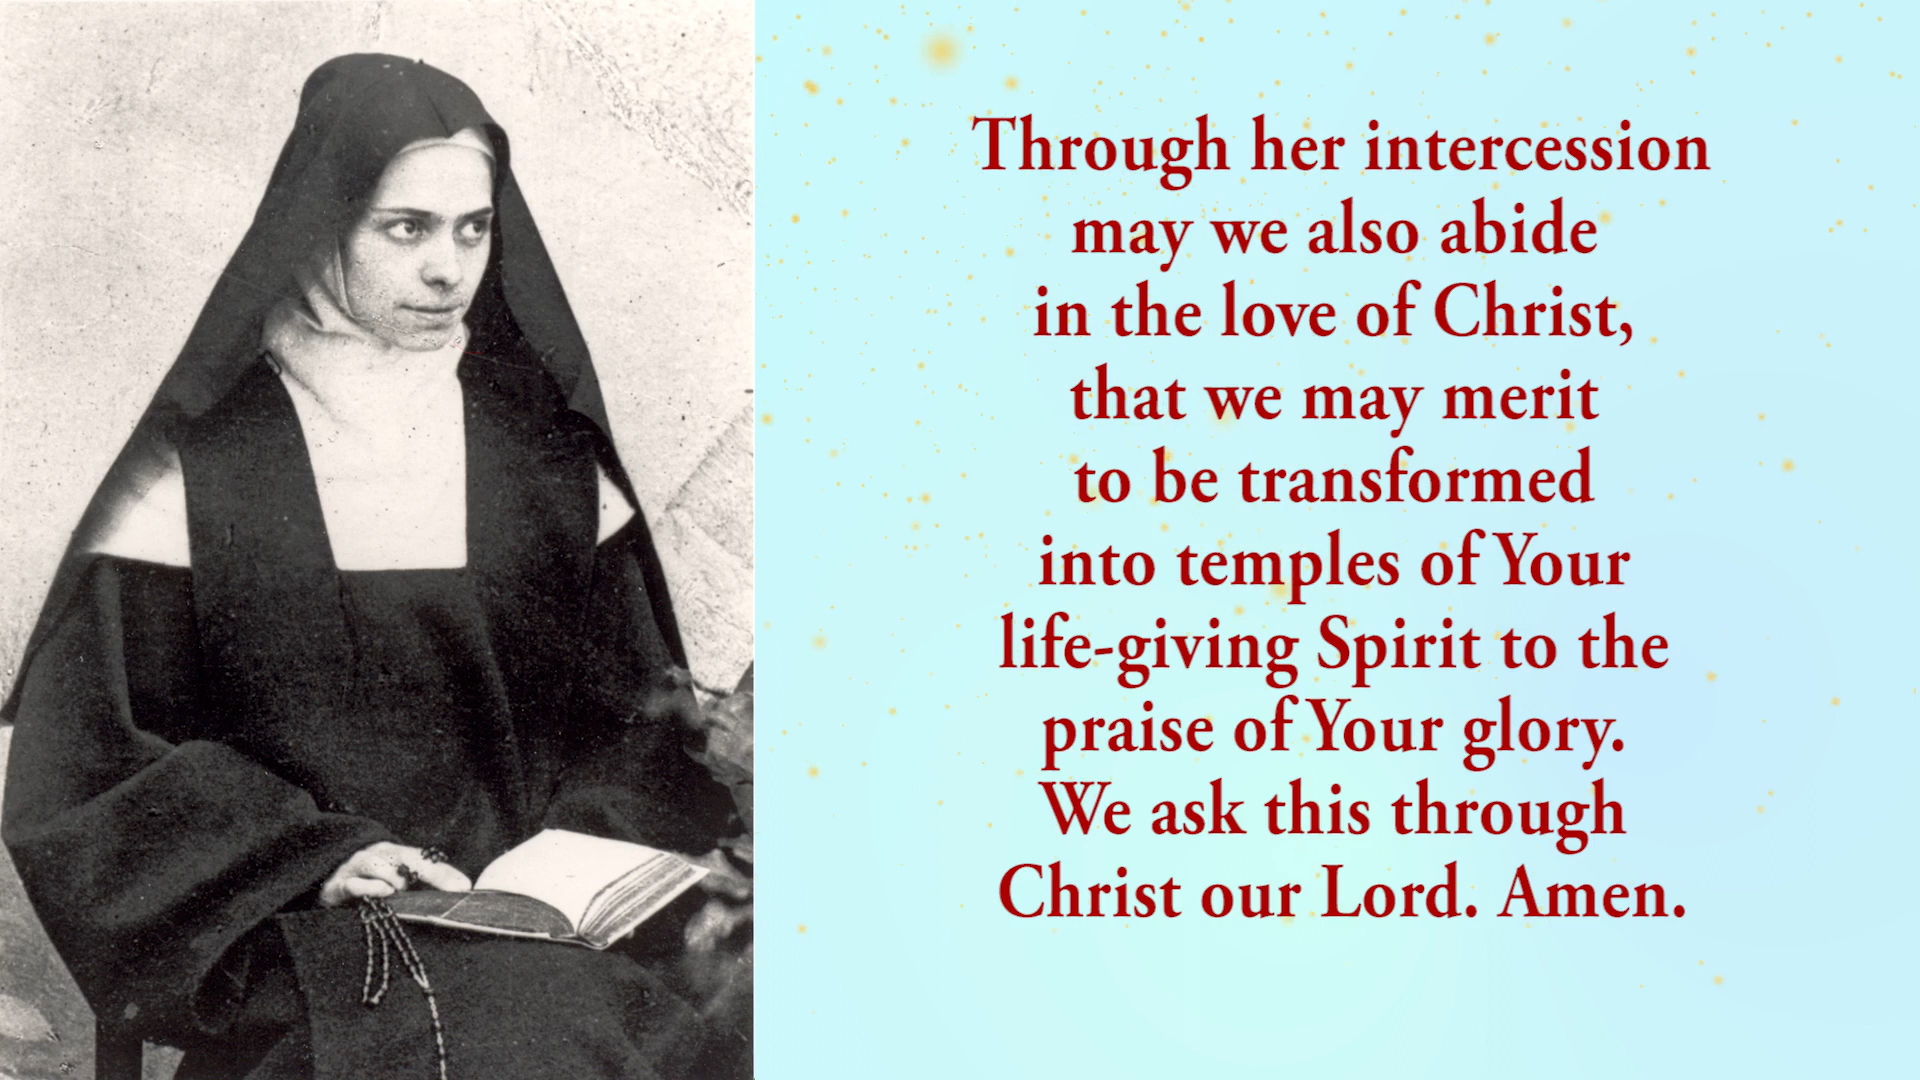 Through her intercession
may we also abide
in the love of Christ,
that we may merit
to be transformed
into temples of Your
life-giving Spirit to the
praise of Your glory.
We ask this through
Christ our Lord. Amen.